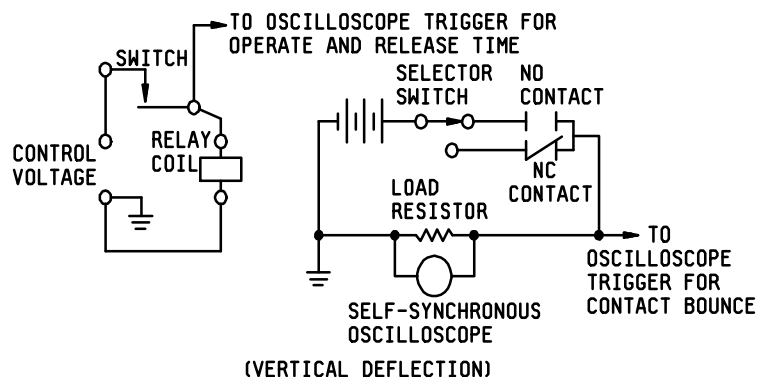 TO OSCILLOSCOPE TRIGGER FOR
OPERATE AND RELEASE TIME
SWITCH
SELECTOR
SWITCH
NO
CONTACT
RELAY
COIL
CONTROL
VOLTAGE
NC
CONTACT
LOAD
RESISTOR
TO
OSCILLOSCOPE
TRIGGER FOR
CONTACT BOUNCE
SELF-SYNCHRONOUS
OSCILLOSCOPE
(VERTICAL DEFLECTION)